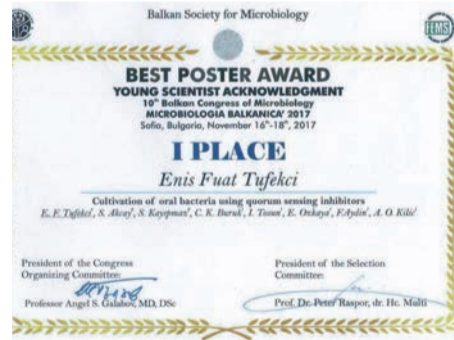 Balkan Society for Microbiology
FEMS
BEST POSTER AWARD
YOUNG SCIENTIST ACKNOWLEDGMENT
10th Balkan Congress of Microbiology
MICROBIOLOGIA BALKANICA' 2017
Sofia, Bulgaria, November 16th-18th, 2017
I PLACE
Enis Fuat Tufekci
Cultivation of oral bacteria using quorum sensing inhibitors
E. F. Tufekci, S. Akcay, S. Kayıpmaz, C. K. Buruk, I. Tosun, E. Ozkaya, F. Aydin, A. O. Kilic
President of the Congress
Organizing Committee:
President of the Selection
Committee:
Professor Angel S. Galabov, MD, DSc
Prof. Dr. Peter Raspor, dr. Hc. Multi